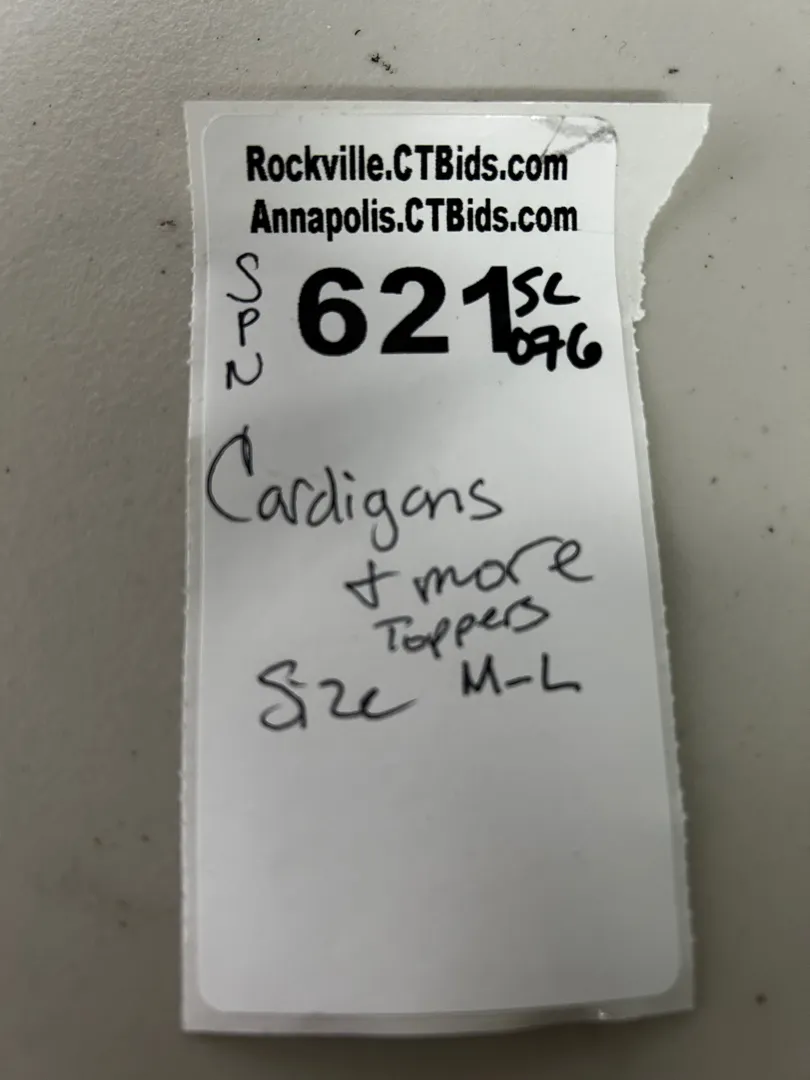 Rockville.CTBids.com
Annapolis.CTBids.com
SPN
621
SC
076
Cardigans
+ more
Toppers
Size M-L